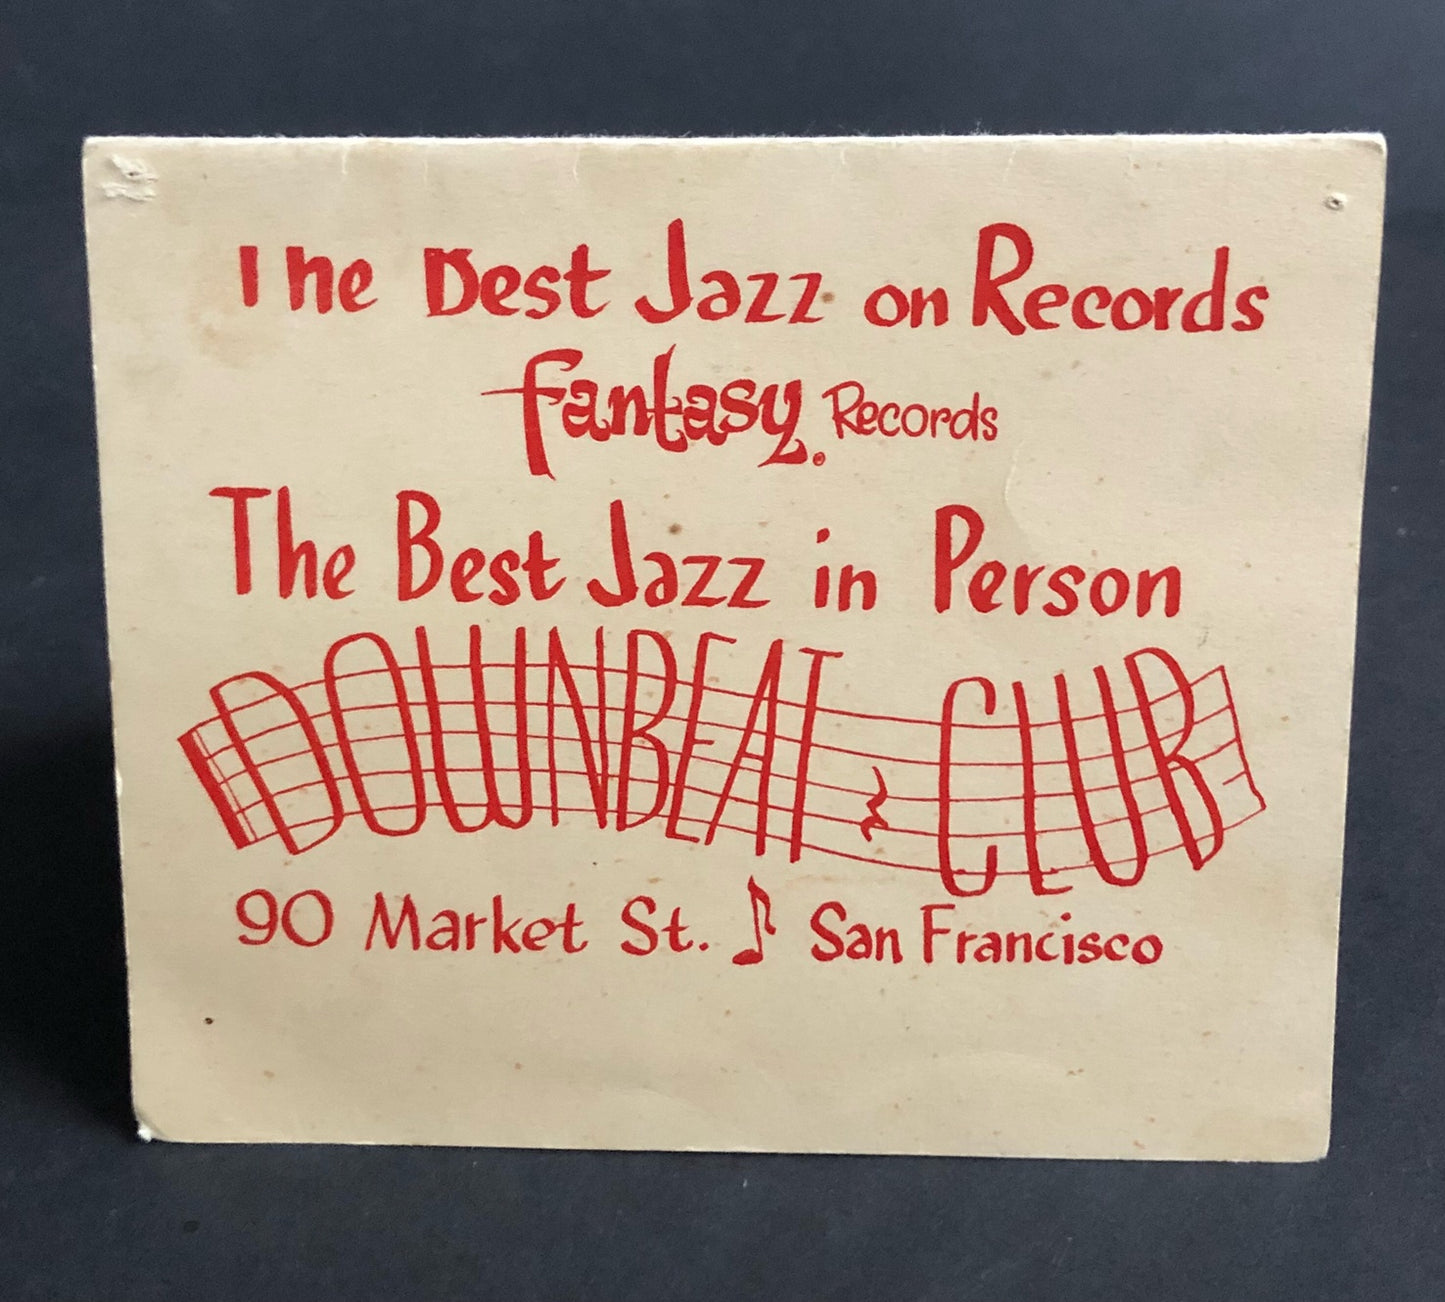 The Best Jazz on Records
fantasy. Records
The Best Jazz in Person
DOWNBEAT CLUB
90 Market St. San Francisco